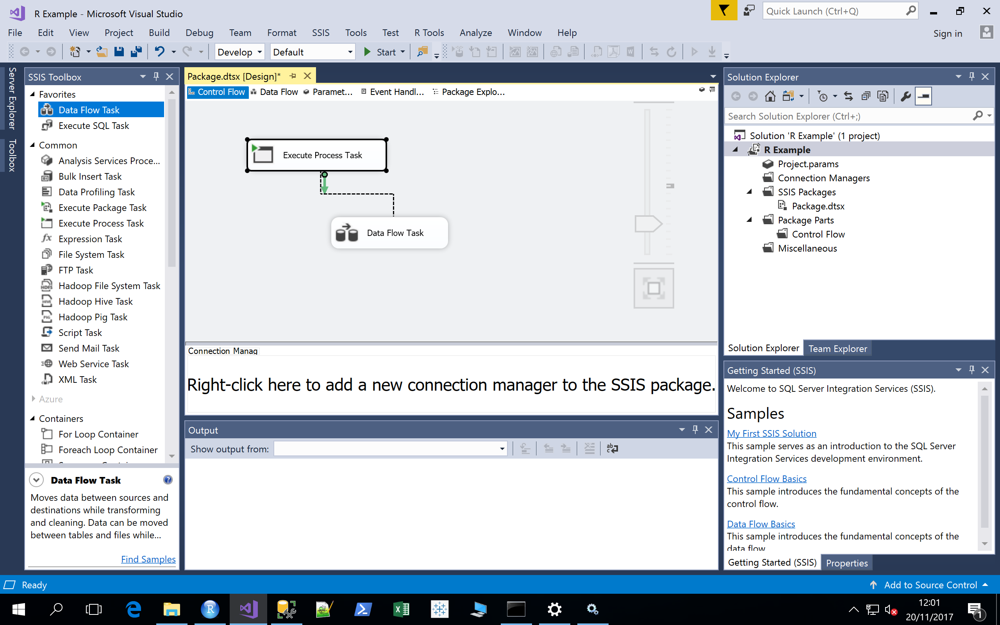 R Example - Microsoft Visual Studio
Quick Launch (Ctrl+Q)
File Edit View Project Build Debug Team Format SSIS Tools Test R Tools Analyze Window Help
Sign in
Develop Default Start
Server Explorer
Toolbox
SSIS Toolbox
Favorites
Data Flow Task
Execute SQL Task
Common
Analysis Services Proce...
Bulk Insert Task
Data Profiling Task
Execute Package Task
Execute Process Task
Expression Task
File System Task
FTP Task
Hadoop File System Task
Hadoop Hive Task
Hadoop Pig Task
Script Task
Send Mail Task
Web Service Task
XML Task
Azure
Containers
For Loop Container
Foreach Loop Container
Data Flow Task
Moves data between sources and
destinations while transforming
and cleaning. Data can be moved
between tables and files while...
Find Samples
Package.dtsx [Design]*
Control Flow Data Flow Paramet... Event Handl... Package Explo...
Execute Process Task
Data Flow Task
Connection Manag
Right-click here to add a new connection manager to the SSIS package.
Output
Show output from:
Solution Explorer
Search Solution Explorer (Ctrl+;)
Solution 'R Example' (1 project)
R Example
Project.params
Connection Managers
SSIS Packages
Package.dtsx
Package Parts
Control Flow
Miscellaneous
Solution Explorer Team Explorer
Getting Started (SSIS)
Welcome to SQL Server Integration Services (SSIS).
Samples
My First SSIS Solution
This sample serves as an introduction to the SQL Server
Integration Services development environment.
Control Flow Basics
This sample introduces the fundamental concepts of the
control flow.
Data Flow Basics
This sample introduces the fundamental concepts of the
data flow
Getting Started (SSIS) Properties
Ready
Add to Source Control
12:01
20/11/2017
1